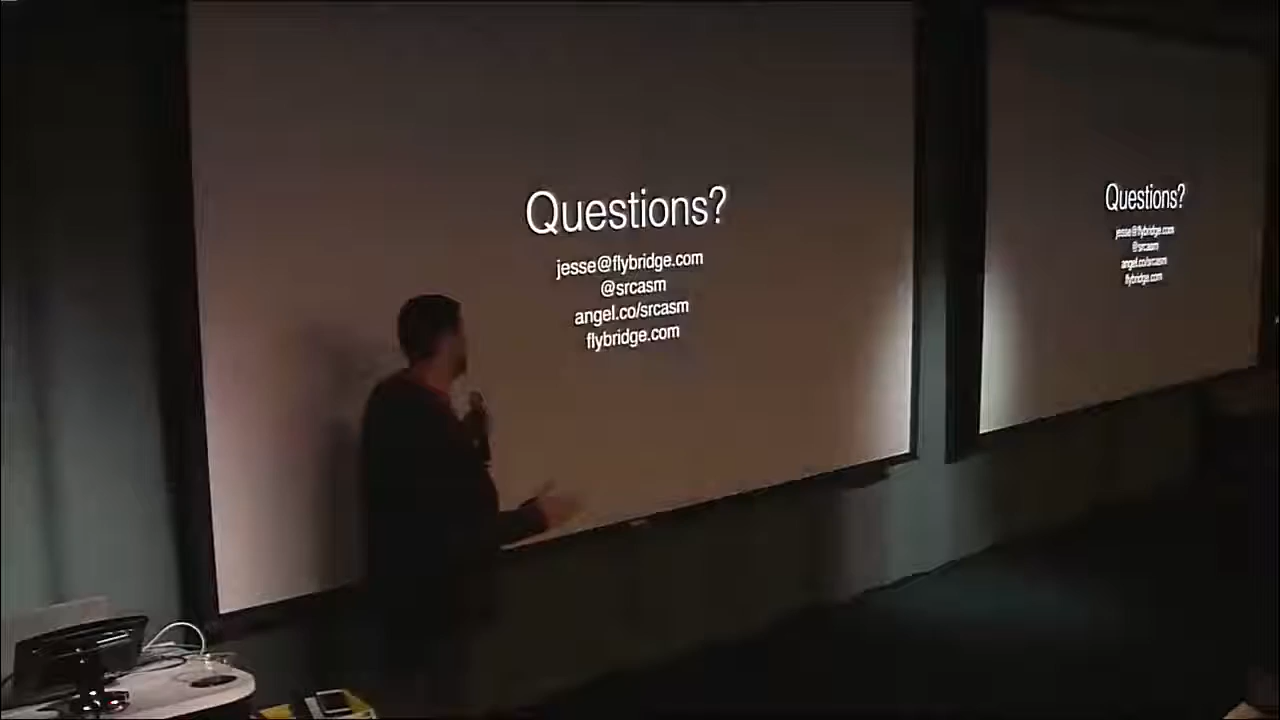 Questions?
jesse@flybridge.com
@srcasm
angel.co/srcasm
flybridge.com
Questions?
jesse@flybridge.com
@srcasm
angel.co/srcasm
flybridge.com